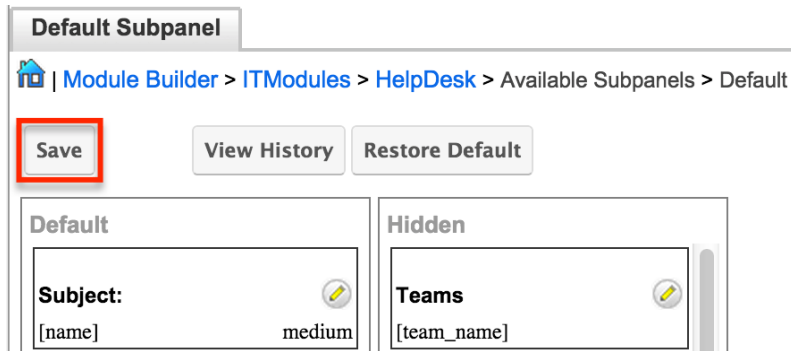 Default Subpanel
| Module Builder > ITModules > HelpDesk > Available Subpanels > Default
Save View History Restore Default
Default Hidden
Subject: Teams
[name] medium [team_name]